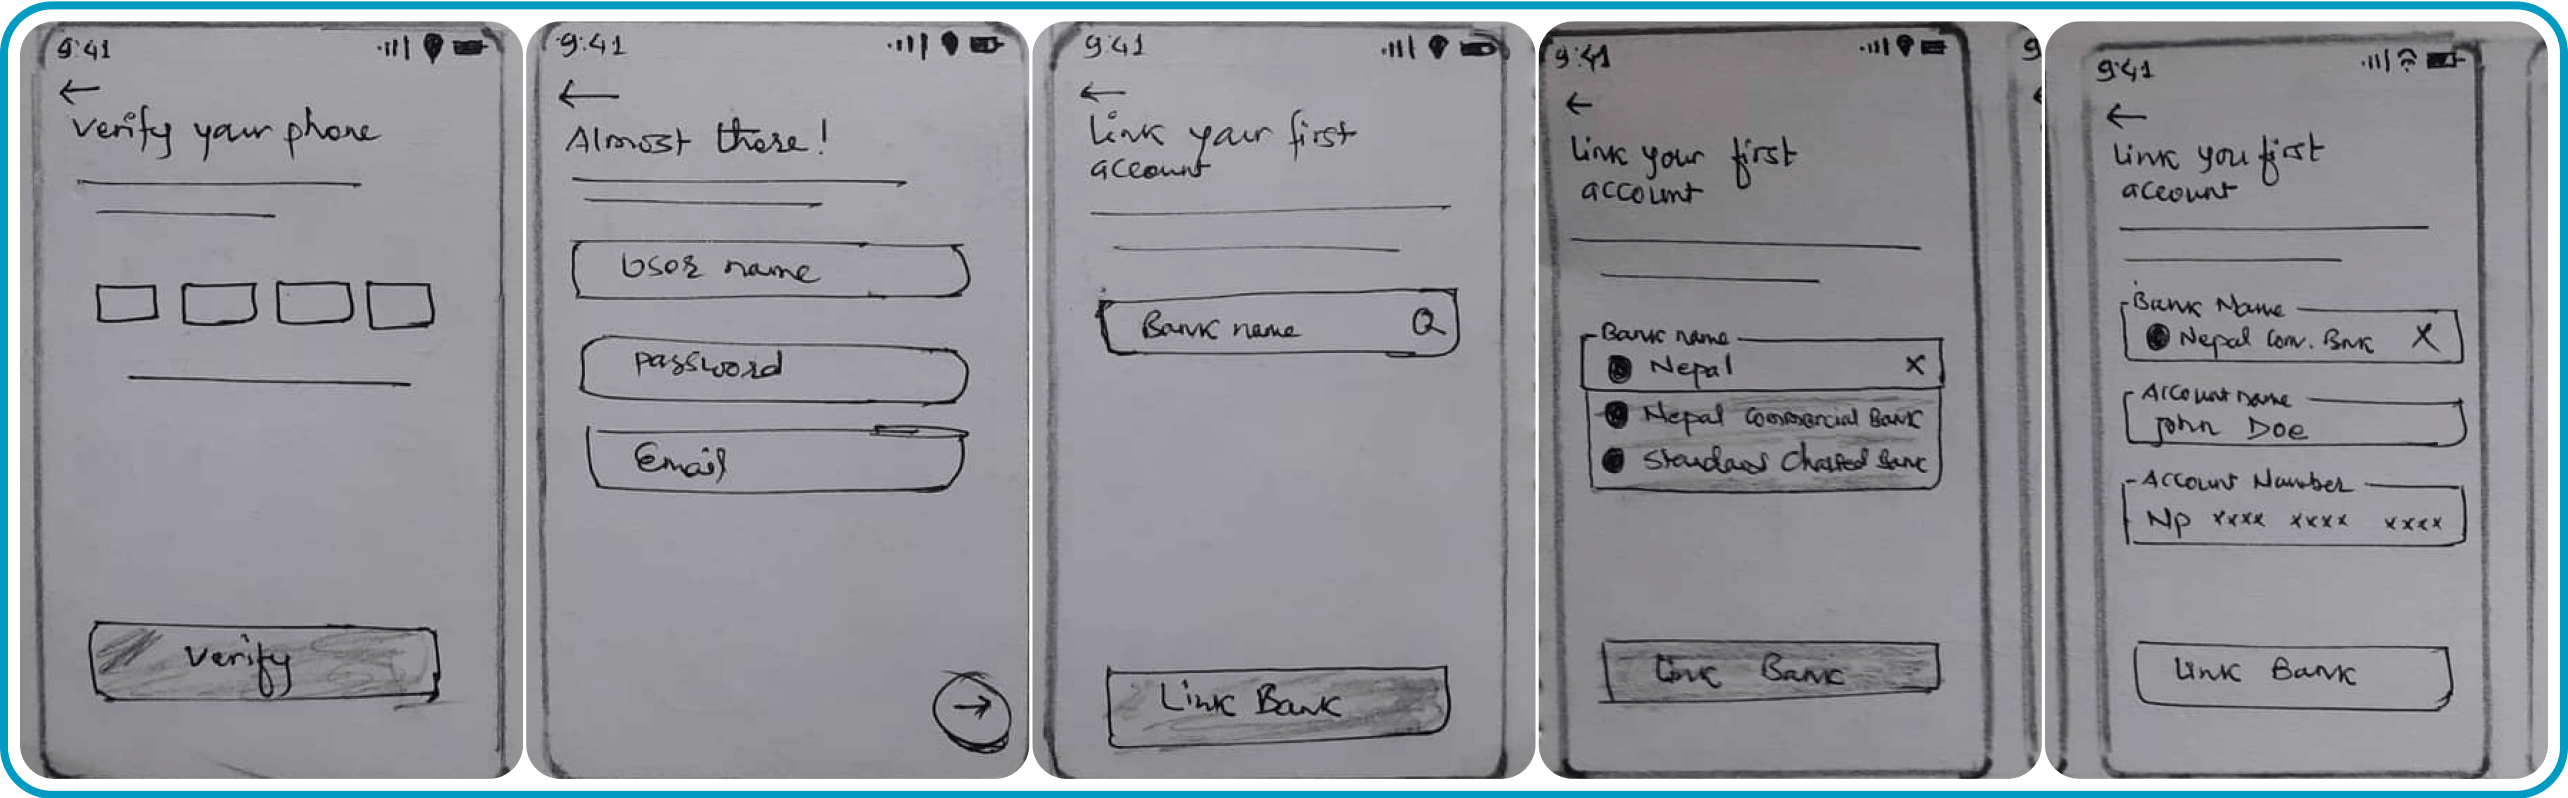 9:41
Verify your phone
Verify
9:41
Almost there!
User name
password
Email
9:41
Link your first
account
Bank name
Link Bank
9:41
Link your first
account
Bank name
Nepal X
Nepal Commercial Bank
Standard Charted Bank
Link Bank
9
9:41
Link you first
account
Bank Name
Nepal Com. Bnk X
Account name
John Doe
Account Number
Np xxxx xxxx xxxx
Link Bank